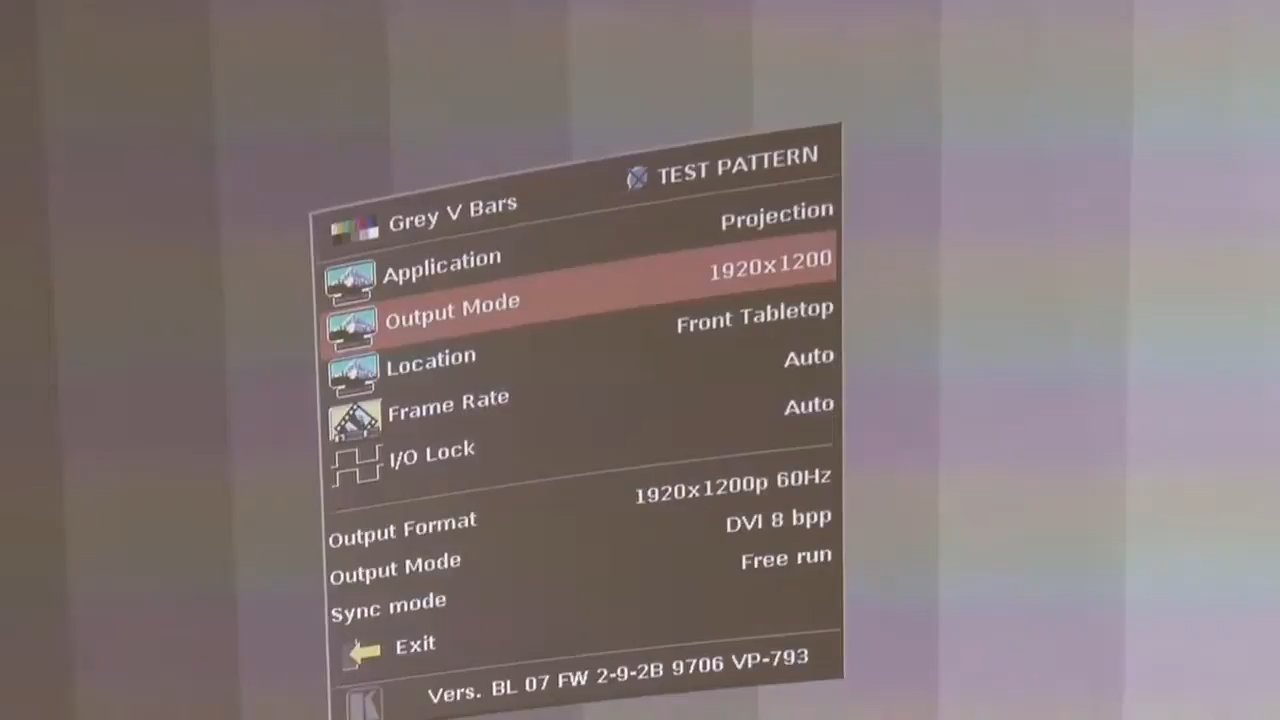 Grey V Bars TEST PATTERN
Application Projection
Output Mode 1920x1200
Location Front Tabletop
Frame Rate Auto
I/O Lock Auto
Output Format 1920x1200p 60Hz
Output Mode DVI 8 bpp
Sync mode Free run
Exit
Vers. BL 07 FW 2-9-2B 9706 VP-793